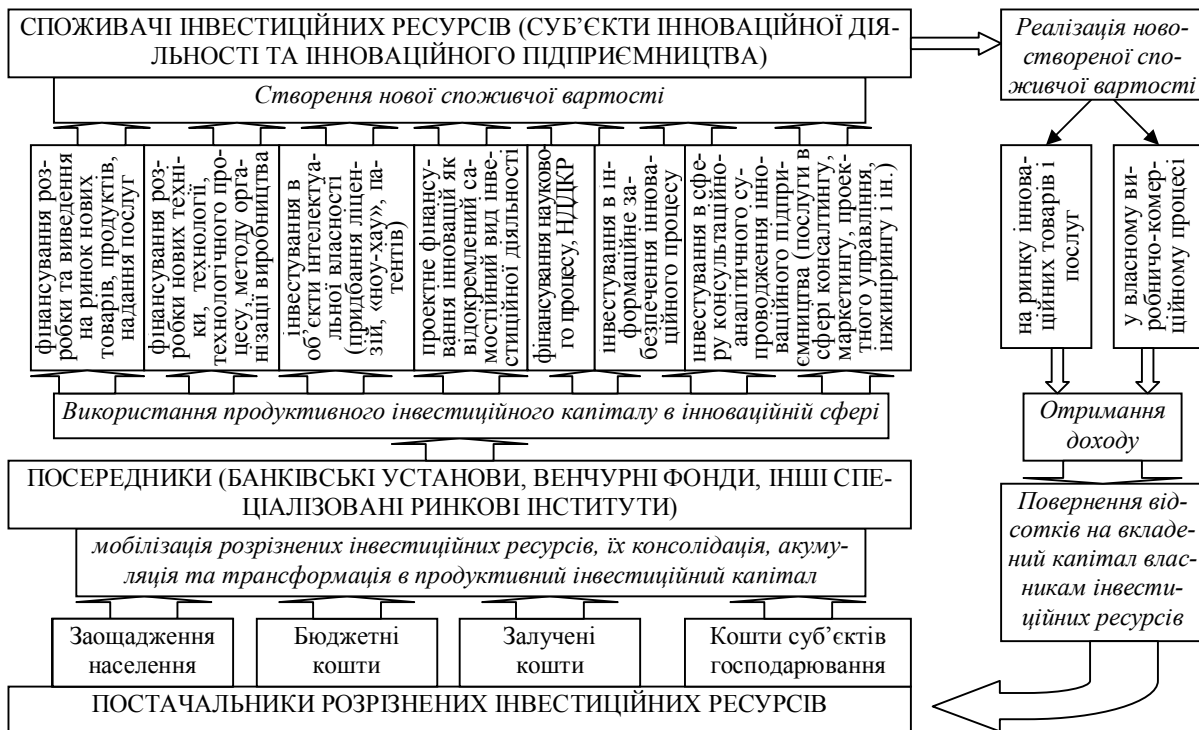 СПОЖИВАЧІ ІНВЕСТИЦІЙНИХ РЕСУРСІВ (СУБ’ЄКТИ ІННОВАЦІЙНОЇ ДІЯ-
ЛЬНОСТІ ТА ІННОВАЦІЙНОГО ПІДПРИЄМНИЦТВА)
Створення нової споживчої вартості
фінансування роз-
робки та виведення
на ринок нових
товарів, продуктів,
надання послуг
фінансування роз-
робки нових техні-
ки, технології,
технологічного про-
цесу, методу орга-
нізації виробництва
інвестування в
об’єкти інтелектуа-
льної власності
(придбання ліцен-
зій, «ноу-хау», па-
тентів)
проектне фінансу-
вання інновацій як
відокремлений са-
мостійний вид інве-
стиційної діяльності
фінансування науково-
го процесу, НДДКР
інвестування в ін-
формаційне за-
безпечення іннова-
ційного процесу
інвестування в сфе-
ру консультаційно-
аналітичного су-
проводження інно-
ваційного підпри-
ємництва (послуги в
сфері консалтингу,
маркетингу, проек-
тного управління,
інжинірингу і ін.)
Використання продуктивного інвестиційного капіталу в інноваційній сфері
ПОСЕРЕДНИКИ (БАНКІВСЬКІ УСТАНОВИ, ВЕНЧУРНІ ФОНДИ, ІНШІ СПЕ-
ЦІАЛІЗОВАНІ РИНКОВІ ІНСТИТУТИ)
мобілізація розрізнених інвестиційних ресурсів, їх консолідація, акуму-
ляція та трансформація в продуктивний інвестиційний капітал
Заощадження
населення
Бюджетні
кошти
Залучені
кошти
Кошти суб’єктів
господарювання
ПОСТАЧАЛЬНИКИ РОЗРІЗНЕНИХ ІНВЕСТИЦІЙНИХ РЕСУРСІВ
Реалізація ново-
створеної спо-
живчої вартості
на ринку іннова-
ційних товарів і
послуг
у власному ви-
робничо-комер-
ційному процесі
Отримання
доходу
Повернення від-
сотків на вкладе-
ний капітал влас-
никам інвести-
ційних ресурсів